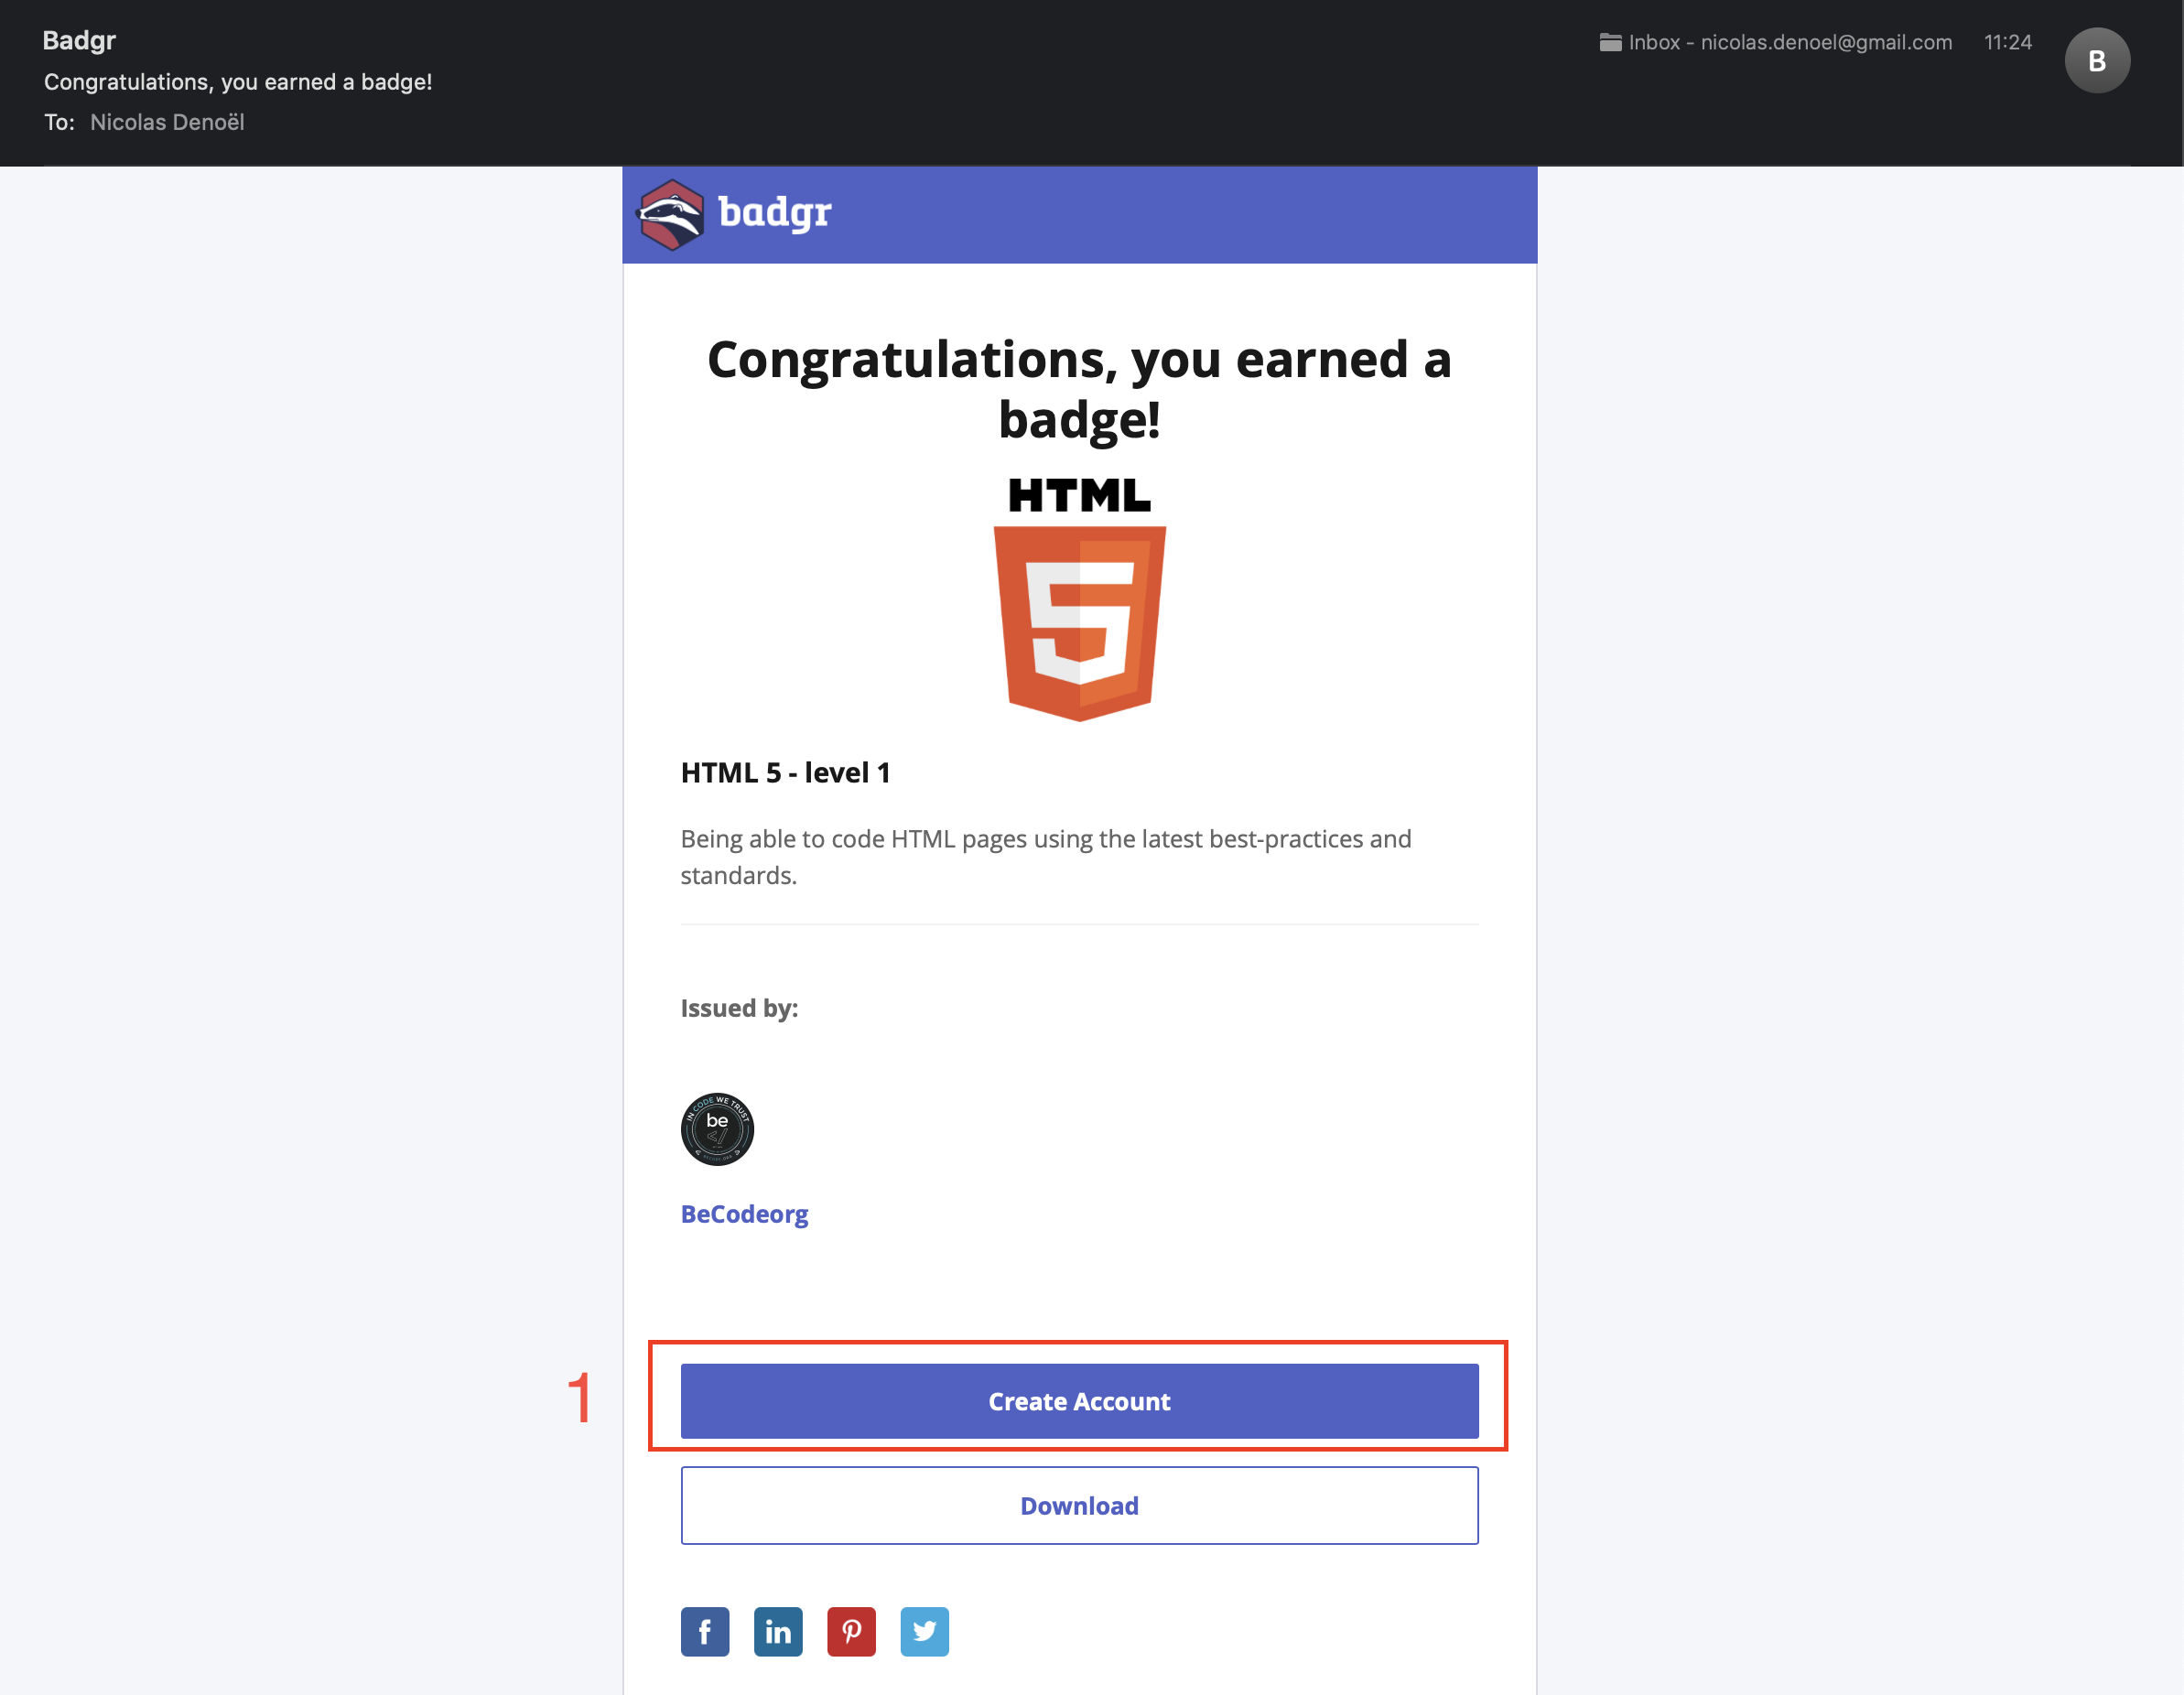 Badgr
Inbox - nicolas.denoel@gmail.com 11:24
B
Congratulations, you earned a badge!
To: Nicolas Denoël
badgr
Congratulations, you earned a
badge!
HTML
5
HTML 5 - level 1
Being able to code HTML pages using the latest best-practices and
standards.
Issued by:
IN CODE WE TRUST
be
</
BeCodeorg
1
Create Account
Download
f
in